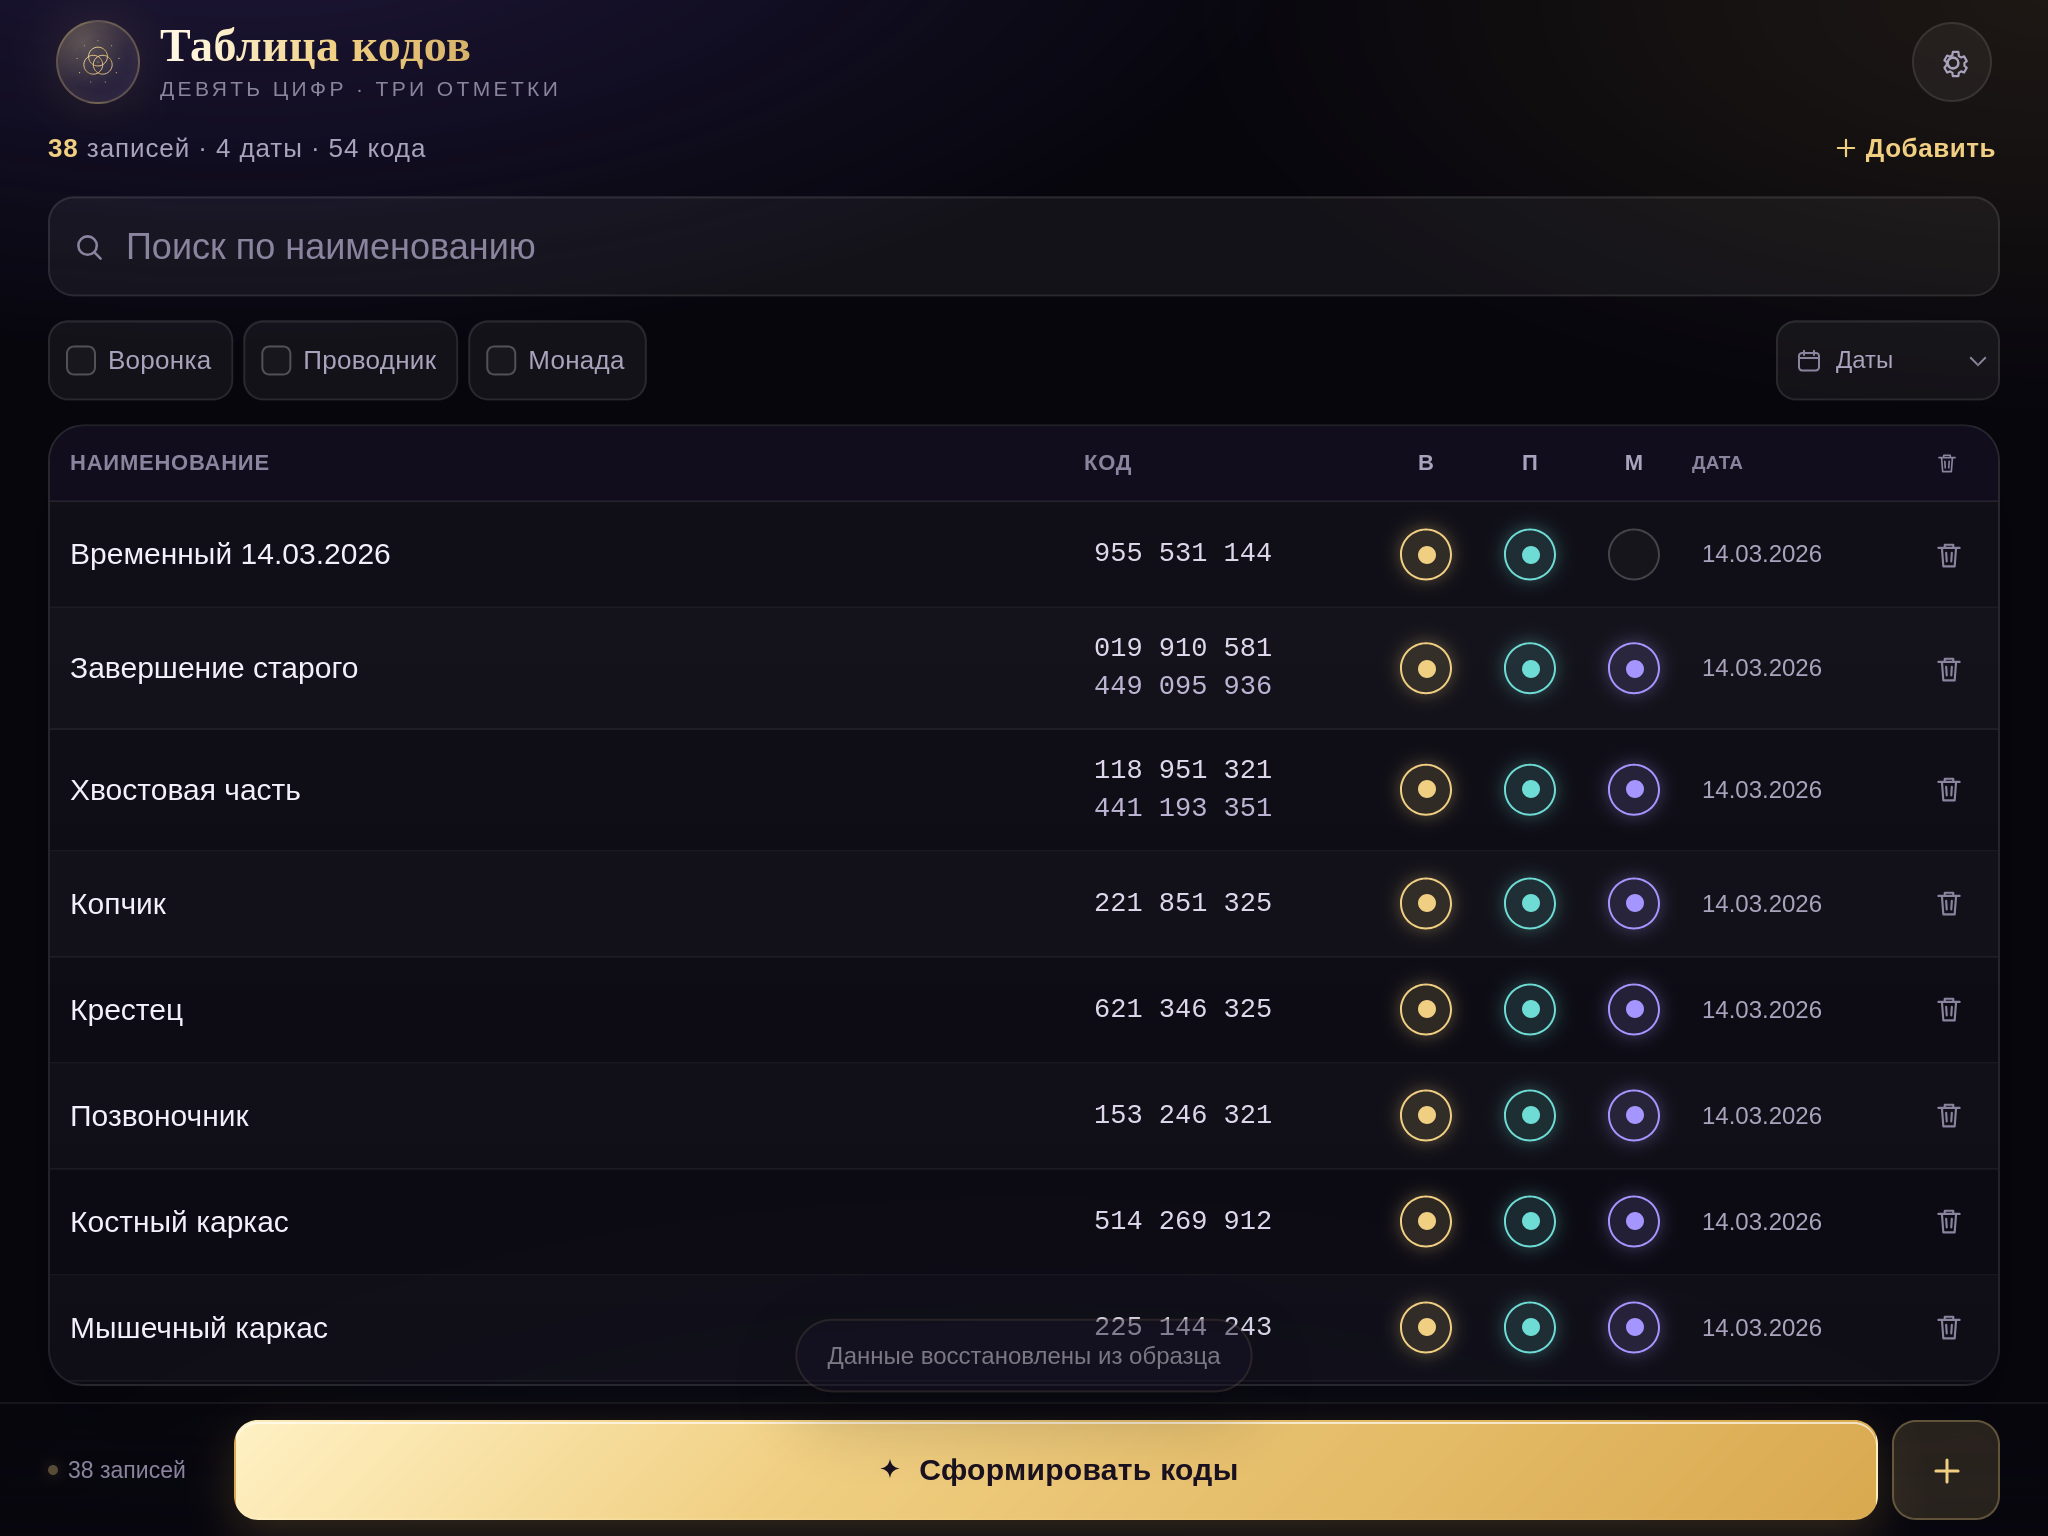 Таблица кодов
ДЕВЯТЬ ЦИФР · ТРИ ОТМЕТКИ
38 записей · 4 даты · 54 кода
+ Добавить
Поиск по наименованию
Воронка Проводник Монада Даты
НАИМЕНОВАНИЕ КОД В П М ДАТА
Временный 14.03.2026 955 531 144 14.03.2026
Завершение старого 019 910 581 14.03.2026
449 095 936
Хвостовая часть 118 951 321 14.03.2026
441 193 351
Копчик 221 851 325 14.03.2026
Крестец 621 346 325 14.03.2026
Позвоночник 153 246 321 14.03.2026
Костный каркас 514 269 912 14.03.2026
Мышечный каркас 225 144 243 14.03.2026
Данные восстановлены из образца
38 записей ✦ Сформировать коды +